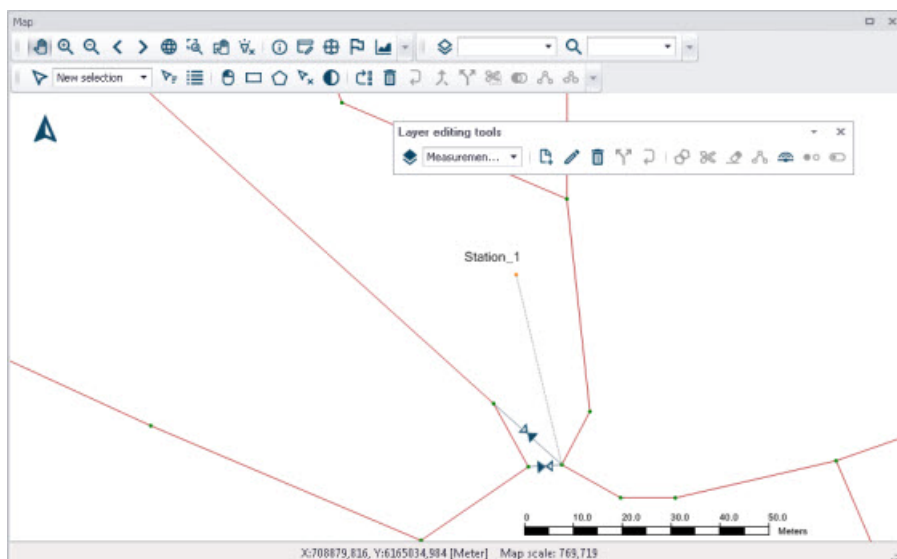 Map
New selection
Layer editing tools
Measuremen...
Station_1
0 10.0 20.0 30.0 40.0 50.0
Meters
X:708879,816, Y:6165034,984 [Meter] Map scale: 769,719